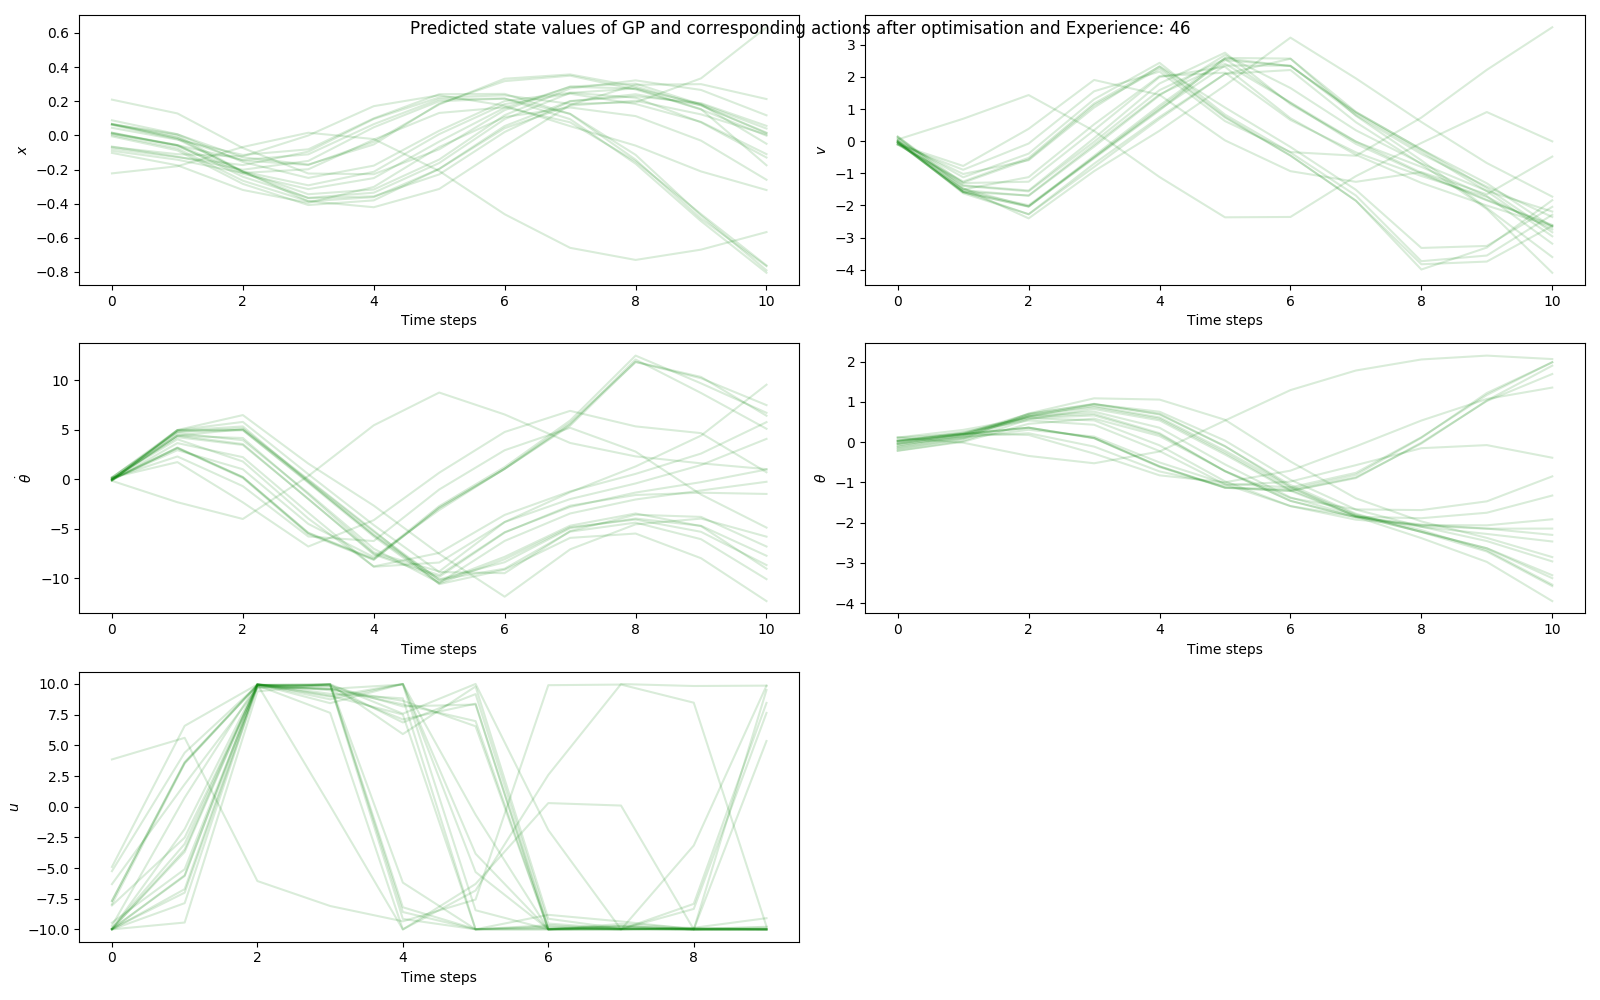 Predicted state values of GP and corresponding actions after optimisation and Experience: 46
0.6
0.4
0.2
0.0
−0.2
−0.4
−0.6
−0.8
x
0 2 4 6 8 10
Time steps
3
2
1
0
−1
−2
−3
−4
v
0 2 4 6 8 10
Time steps
10
5
0
−5
−10
θ̇
0 2 4 6 8 10
Time steps
2
1
0
−1
−2
−3
−4
θ
0 2 4 6 8 10
Time steps
10.0
7.5
5.0
2.5
0.0
−2.5
−5.0
−7.5
−10.0
u
0 2 4 6 8
Time steps